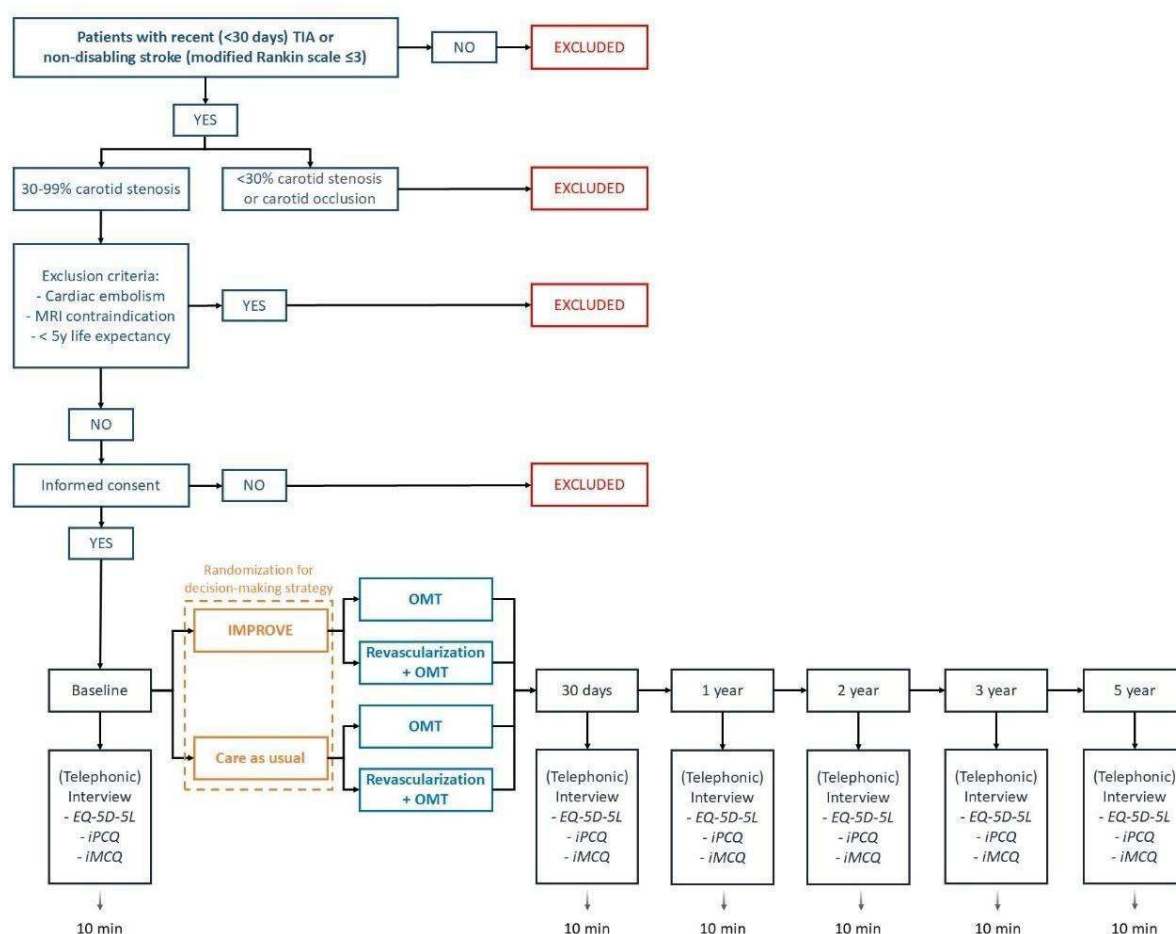 Patients with recent (<30 days) TIA or
non-disabling stroke (modified Rankin scale ≤3)
NO
EXCLUDED
YES
30-99% carotid stenosis
<30% carotid stenosis
or carotid occlusion
EXCLUDED
Exclusion criteria:
- Cardiac embolism
- MRI contraindication
- < 5y life expectancy
YES
EXCLUDED
NO
Informed consent
NO
EXCLUDED
YES
Randomization for
decision-making strategy
IMPROVE
OMT
Revascularization
+ OMT
Care as usual
OMT
Revascularization
+ OMT
Baseline
30 days
1 year
2 year
3 year
5 year
(Telephonic)
Interview
- EQ-5D-5L
- iPCQ
- iMCQ
10 min
(Telephonic)
Interview
- EQ-5D-5L
- iPCQ
- iMCQ
10 min
(Telephonic)
Interview
- EQ-5D-5L
- iPCQ
- iMCQ
10 min
(Telephonic)
Interview
- EQ-5D-5L
- iPCQ
- iMCQ
10 min
(Telephonic)
Interview
- EQ-5D-5L
- iPCQ
- iMCQ
10 min
(Telephonic)
Interview
- EQ-5D-5L
- iPCQ
- iMCQ
10 min